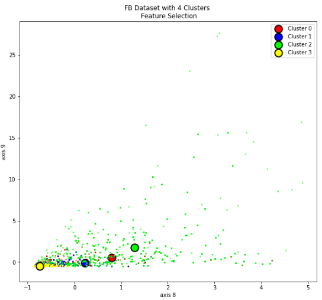 FB Dataset with 4 Clusters
Feature Selection
Cluster 0
Cluster 1
Cluster 2
Cluster 3
25
20
15
10
5
0
axis 9
-1
0
1
2
3
4
5
axis 8